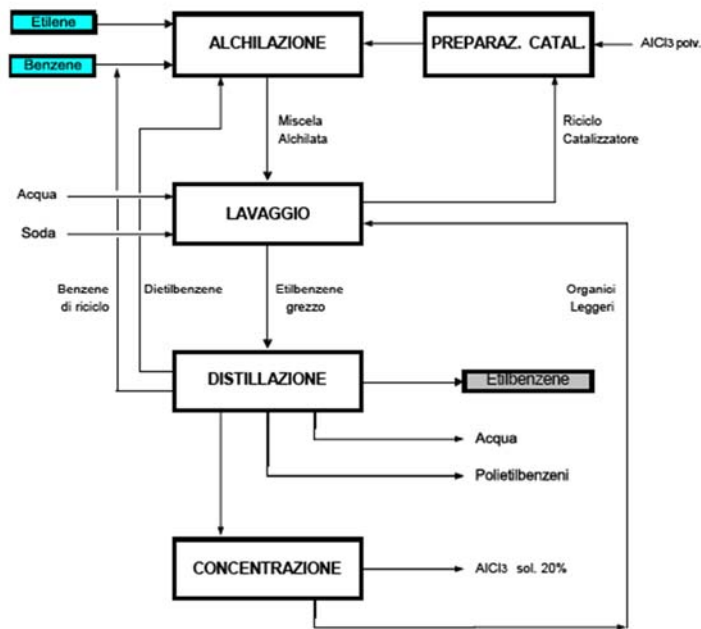 Etilene
ALCHILAZIONE
PREPARAZ. CATAL.
AlCl3 polv.
Benzene
Miscela
Alchilata
Riciclo
Catalizzatore
Acqua
LAVAGGIO
Soda
Benzene
di riciclo
Dietilbenzene
Etilbenzene
grezzo
Organici
Leggeri
DISTILLAZIONE
Etilbenzene
Acqua
Polietilbenzeni
CONCENTRAZIONE
AlCl3 sol. 20%